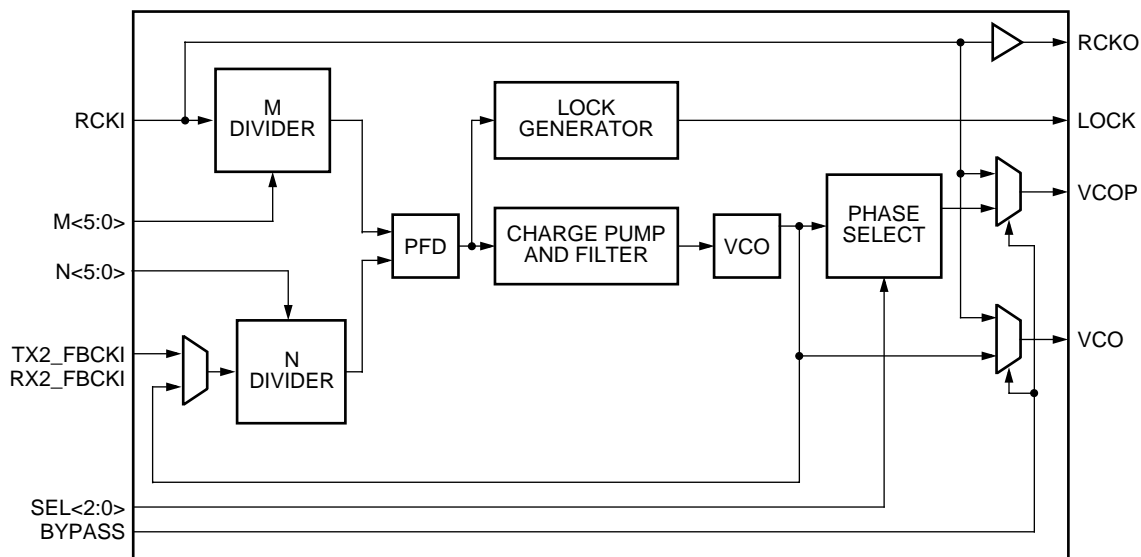 RCKO
RCKI
M
DIVIDER
LOCK
GENERATOR
LOCK
VCOP
M<5:0>
PFD
CHARGE PUMP
AND FILTER
VCO
PHASE
SELECT
N<5:0>
TX2_FBCKI
RX2_FBCKI
N
DIVIDER
VCO
SEL<2:0>
BYPASS